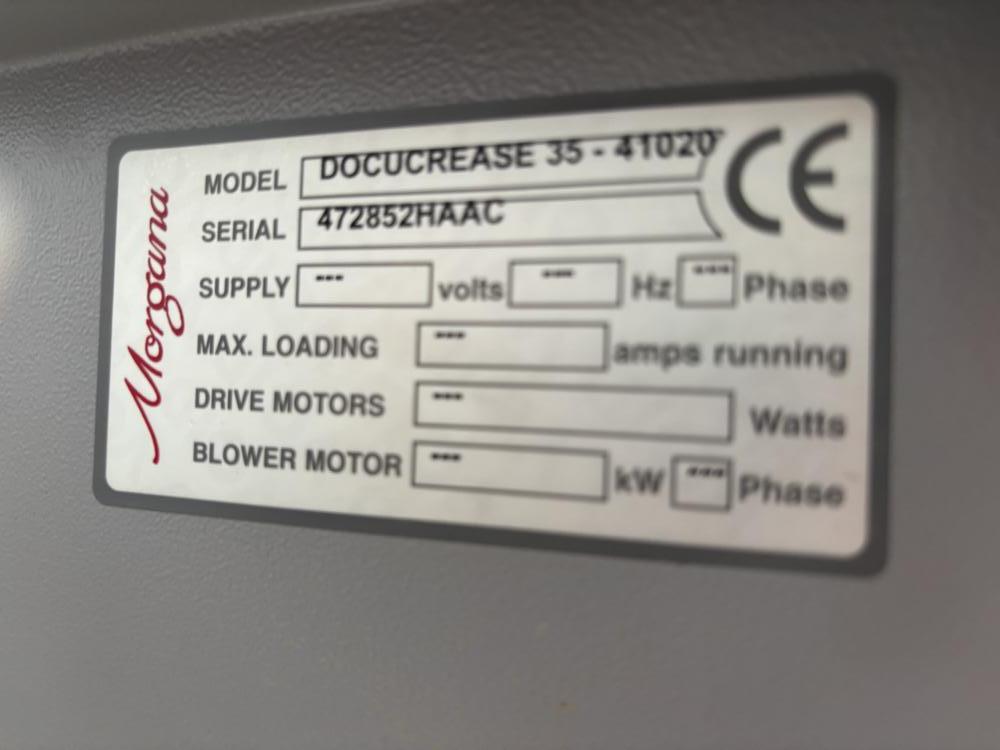 Morgana
MODEL DOCUCREASE 35 - 41020
SERIAL 472852HAAC
SUPPLY --- volts --- Hz --- Phase
MAX. LOADING --- amps running
DRIVE MOTORS --- Watts
BLOWER MOTOR --- kW --- Phase
CE